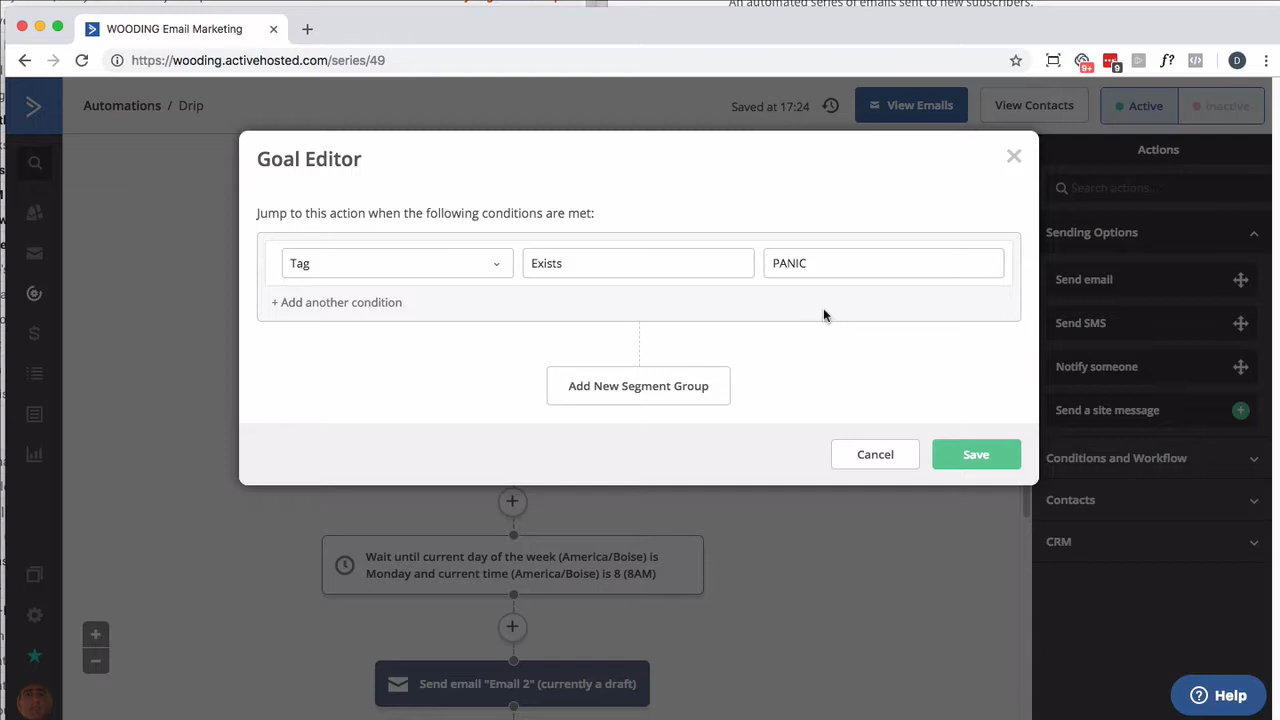 An automated series of emails sent to new subscribers.
WOODING Email Marketing
https://wooding.activehosted.com/series/49
9+
9
f?
D
Automations / Drip
Saved at 17:24
View Emails
View Contacts
Active
Inactive
Goal Editor
Jump to this action when the following conditions are met:
Tag
Exists
PANIC
+ Add another condition
Add New Segment Group
Cancel
Save
Actions
Search actions...
Sending Options
Send email
Send SMS
Notify someone
Send a site message
Conditions and Workflow
Contacts
CRM
Wait until current day of the week (America/Boise) is
Monday and current time (America/Boise) is 8 (8AM)
Send email "Email 2" (currently a draft)
Help